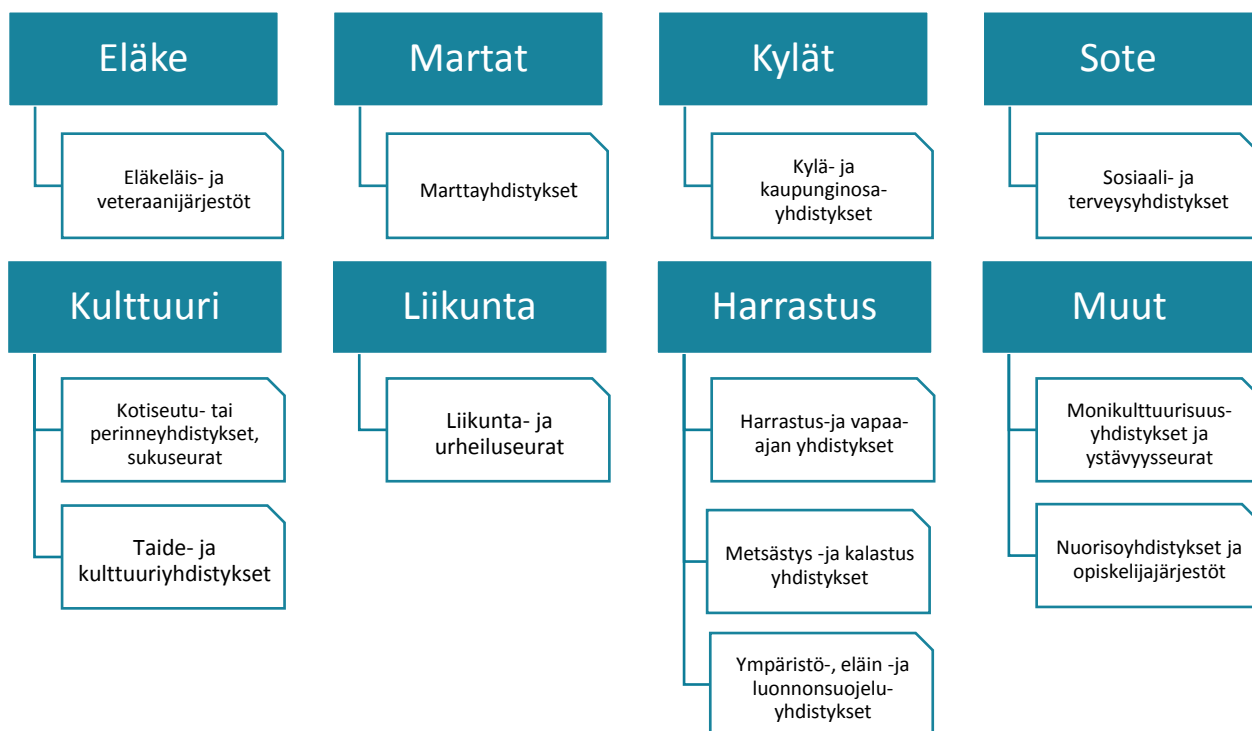 Eläke
Eläkeläis- ja
veteraanijärjestöt
Martat
Marttayhdistykset
Kylät
Kylä- ja
kaupunginosa-
yhdistykset
Sote
Sosiaali- ja
terveysyhdistykset
Kulttuuri
Kotiseutu- tai
perinneyhdistykset,
sukuseurat
Taide- ja
kulttuuriyhdistykset
Liikunta
Liikunta- ja
urheiluseurat
Harrastus
Harrastus-ja vapaa-
ajan yhdistykset
Metsästys -ja kalastus
yhdistykset
Ympäristö-, eläin -ja
luonnonsuojelu-
yhdistykset
Muut
Monikulttuurisuus-
yhdistykset ja
ystävyysseurat
Nuorisoyhdistykset ja
opiskelijajärjestöt